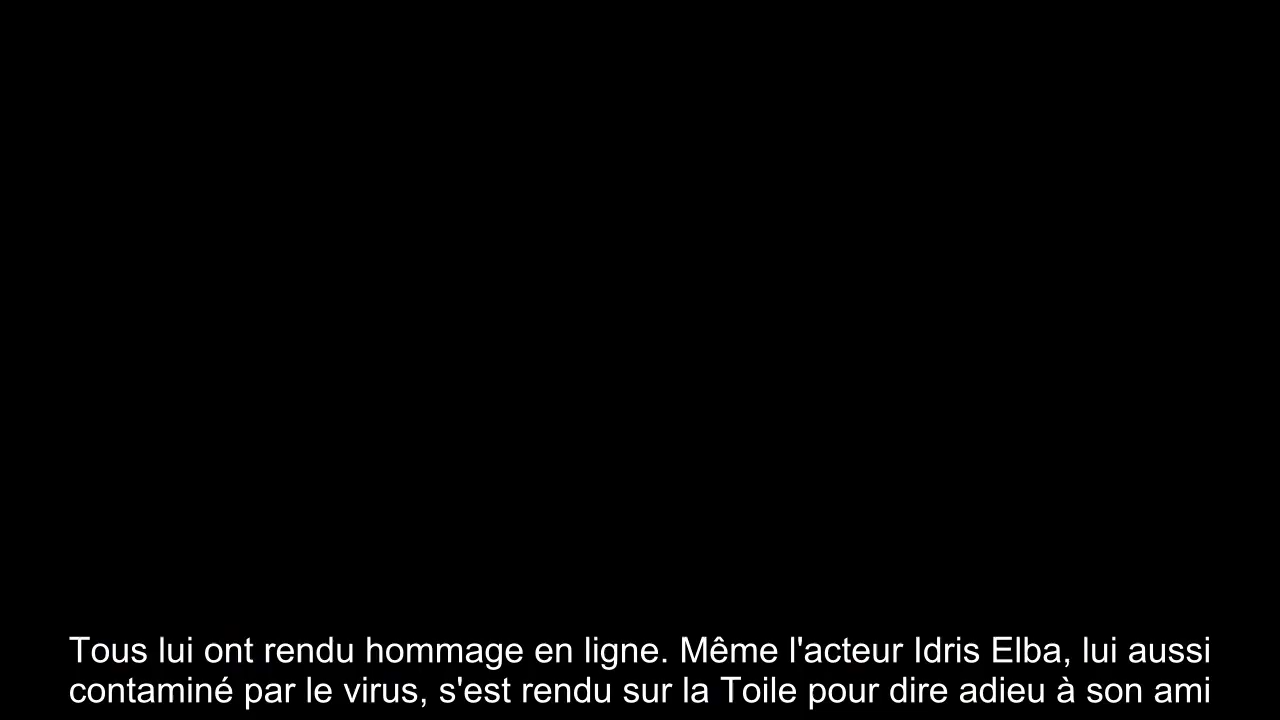 Tous lui ont rendu hommage en ligne. Même l'acteur Idris Elba, lui aussi
contaminé par le virus, s'est rendu sur la Toile pour dire adieu à son ami